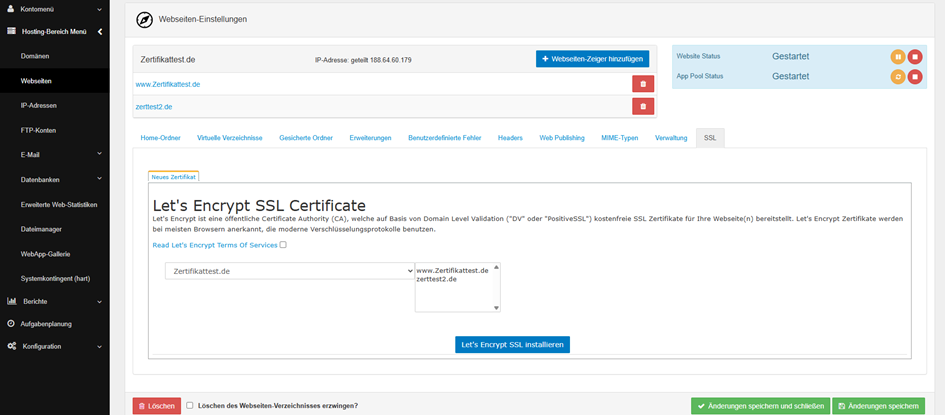 Kontomenü
Hosting-Bereich Menü
Domänen
Webseiten
IP-Adressen
FTP-Konten
E-Mail
Datenbanken
Erweiterte Web-Statistiken
Dateimanager
WebApp-Gallerie
Systemkontingent (hart)
Berichte
Aufgabenplanung
Konfiguration
Webseiten-Einstellungen
Zertifikattest.de IP-Adresse: geteilt 188.64.60.179 Webseiten-Zeiger hinzufügen
www.Zertifikattest.de
zerttest2.de
Website Status Gestartet
App Pool Status Gestartet
Home-Ordner Virtuelle Verzeichnisse Gesicherte Ordner Erweiterungen Benutzerdefinierte Fehler Headers Web Publishing MIME-Typen Verwaltung SSL
Neues Zertifikat
Let's Encrypt SSL Certificate
Let's Encrypt ist eine öffentliche Certificate Authority (CA), welche auf Basis von Domain Level Validation ("DV" oder "PositiveSSL") kostenfreie SSL Zertifikate für Ihre Webseite(n) bereitstellt. Let's Encrypt Zertifikate werden
bei meisten Browsern anerkannt, die moderne Verschlüsselungsprotokolle benutzen.
Read Let's Encrypt Terms Of Services
Zertifikattest.de www.Zertifikattest.de
zerttest2.de
Let's Encrypt SSL installieren
Löschen Löschen des Webseiten-Verzeichnisses erzwingen? Änderungen speichern und schließen Änderungen speichern